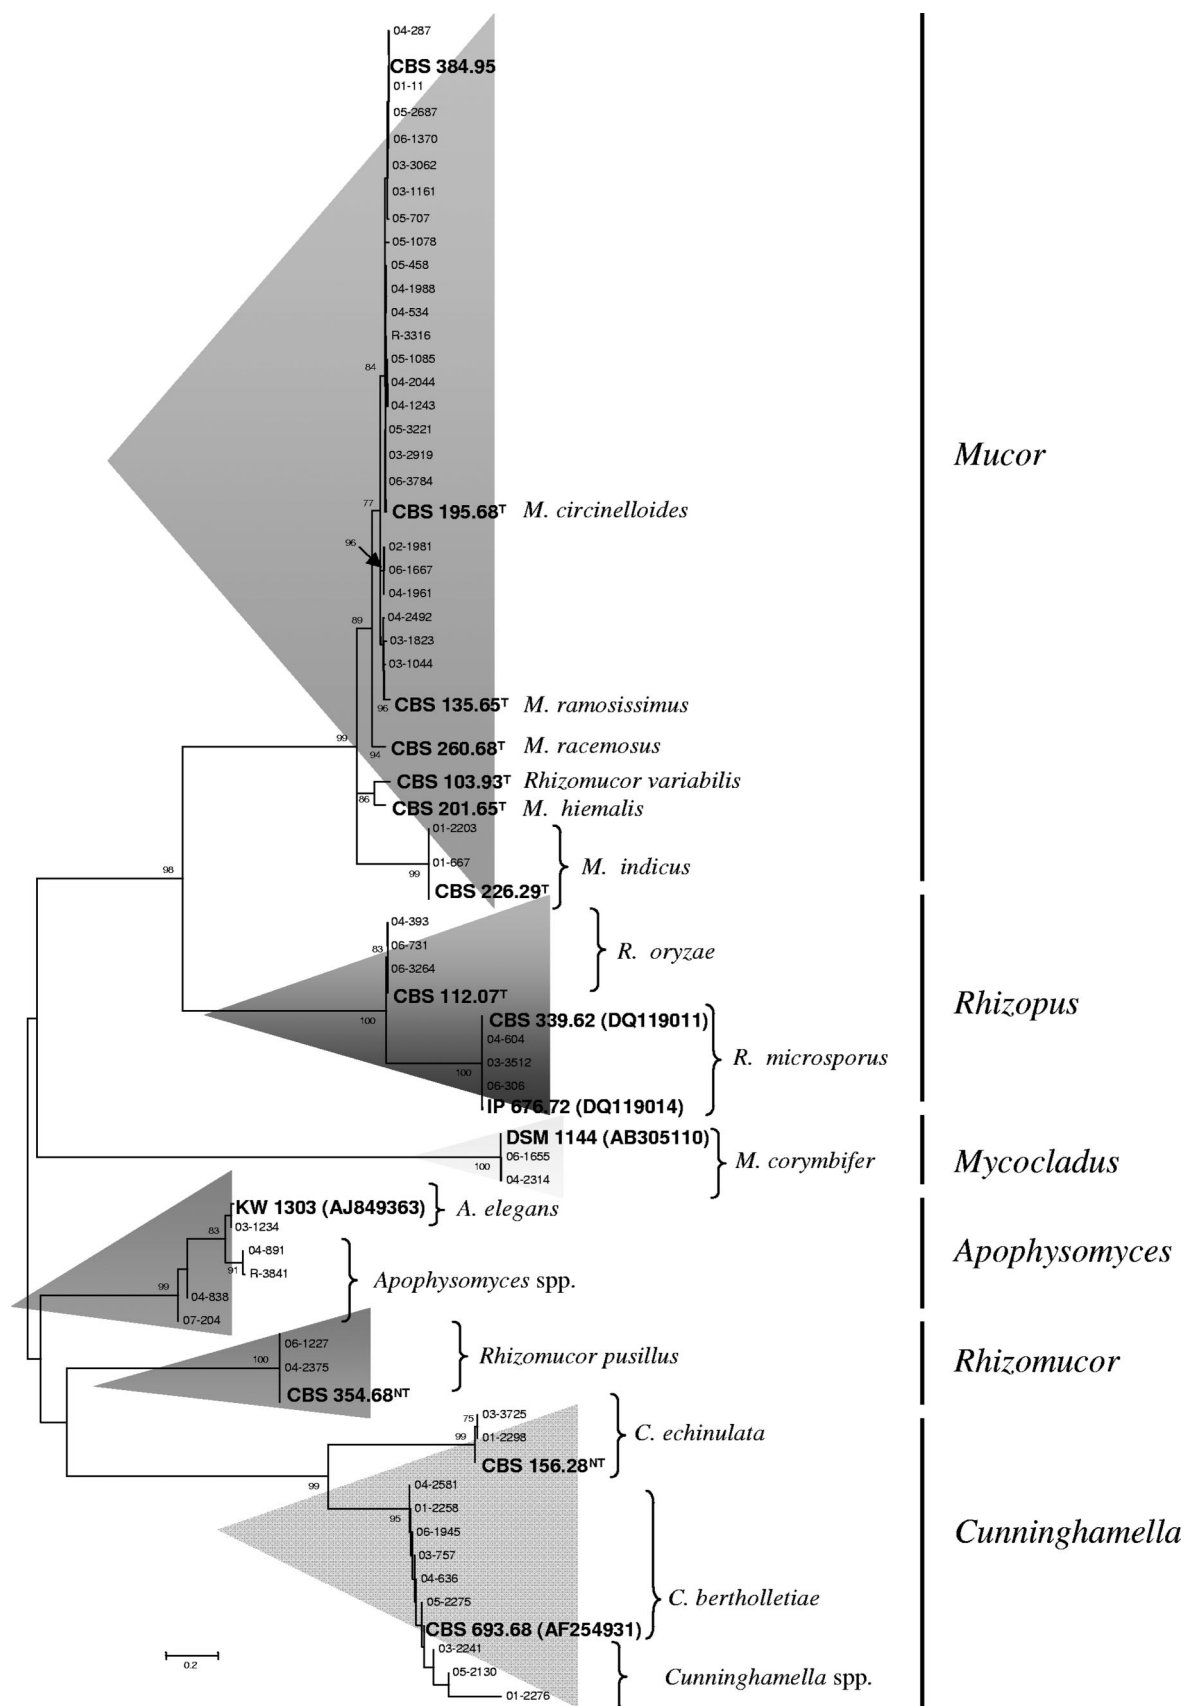 04-287
CBS 384.95
01-11
05-2687
06-1370
03-3062
03-1161
05-707
05-1078
05-458
04-1988
04-534
R-3316
05-1085
84
04-2044
04-1243
05-3221
Mucor
03-2919
06-3784
77
CBS 195.68T M. circinelloides
96
02-1981
06-1667
04-1961
04-2492
89
03-1823
03-1044
CBS 135.65T M. ramosissimus
96
99
CBS 260.68T M. racemosus
94
CBS 103.93T Rhizomucor variabilis
86
CBS 201.65T M. hiemalis
01-2203
01-667 M. indicus
98
99
CBS 226.29T
04-393
83
06-731 R. oryzae
06-3264
CBS 112.07T
Rhizopus
100
CBS 339.62 (DQ119011)
04-604
03-3512 R. microsporus
100
06-306
IP 676.72 (DQ119014)
DSM 1144 (AB305110)
06-1655 M. corymbifer
Mycocladus
100
04-2314
KW 1303 (AJ849363) A. elegans
83
03-1234
04-891
Apophysomyces
91
R-3841
Apophysomyces spp.
99
04-838
07-204
06-1227
Rhizomucor pusillus
Rhizomucor
100
04-2375
CBS 354.68NT
03-3725
75
C. echinulata
99
01-2298
CBS 156.28NT
99
04-2581
01-2258
95
06-1945
Cunninghamella
03-757
04-636
C. bertholletiae
05-2275
CBS 693.68 (AF254931)
03-2241
0.2
05-2130
Cunninghamella spp.
01-2276